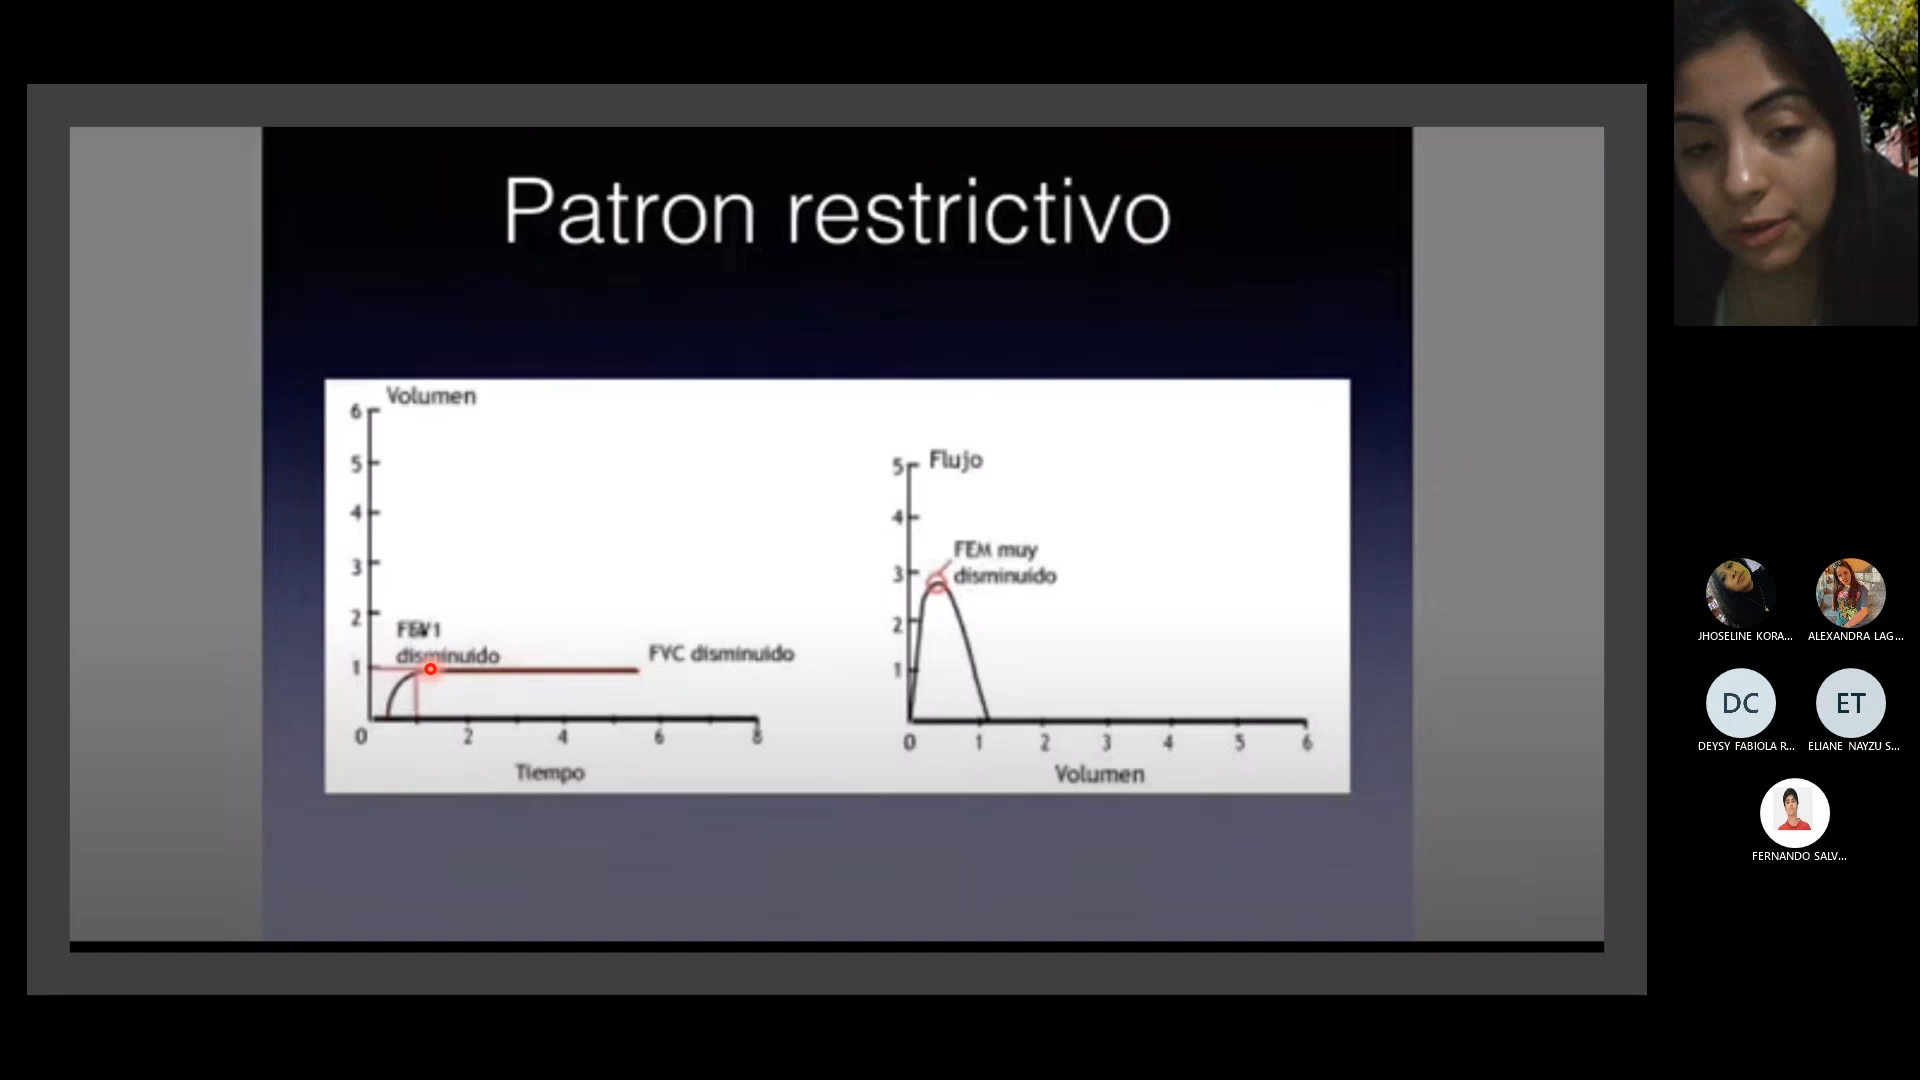 Patron restrictivo
Volumen
6
5
4
3
2
1
0
2
4
6
8
FEV1
disminuido
FVC disminuido
Tiempo
Flujo
5
4
3
2
1
0
1
2
3
4
5
6
FEM muy
disminuído
Volumen
JHOSELINE KORA...
ALEXANDRA LAG...
DC
ET
DEYSY FABIOLA R...
ELIANE NAYZU S...
FERNANDO SALV...